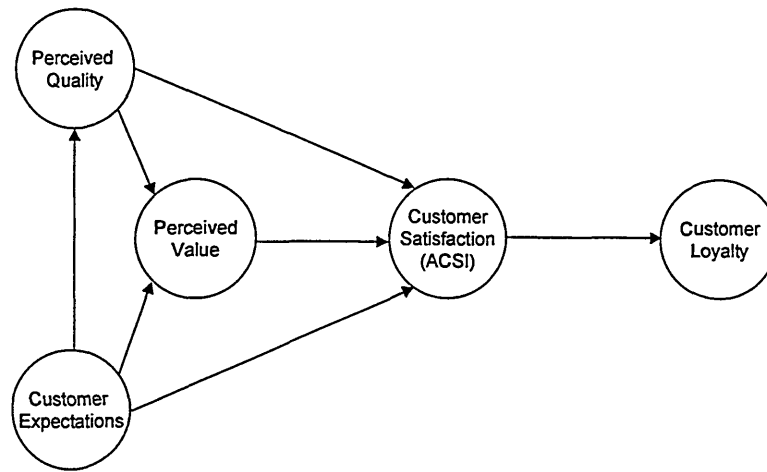 Perceived
Quality
Perceived
Value
Customer
Satisfaction
(ACSI)
Customer
Loyalty
Customer
Expectations